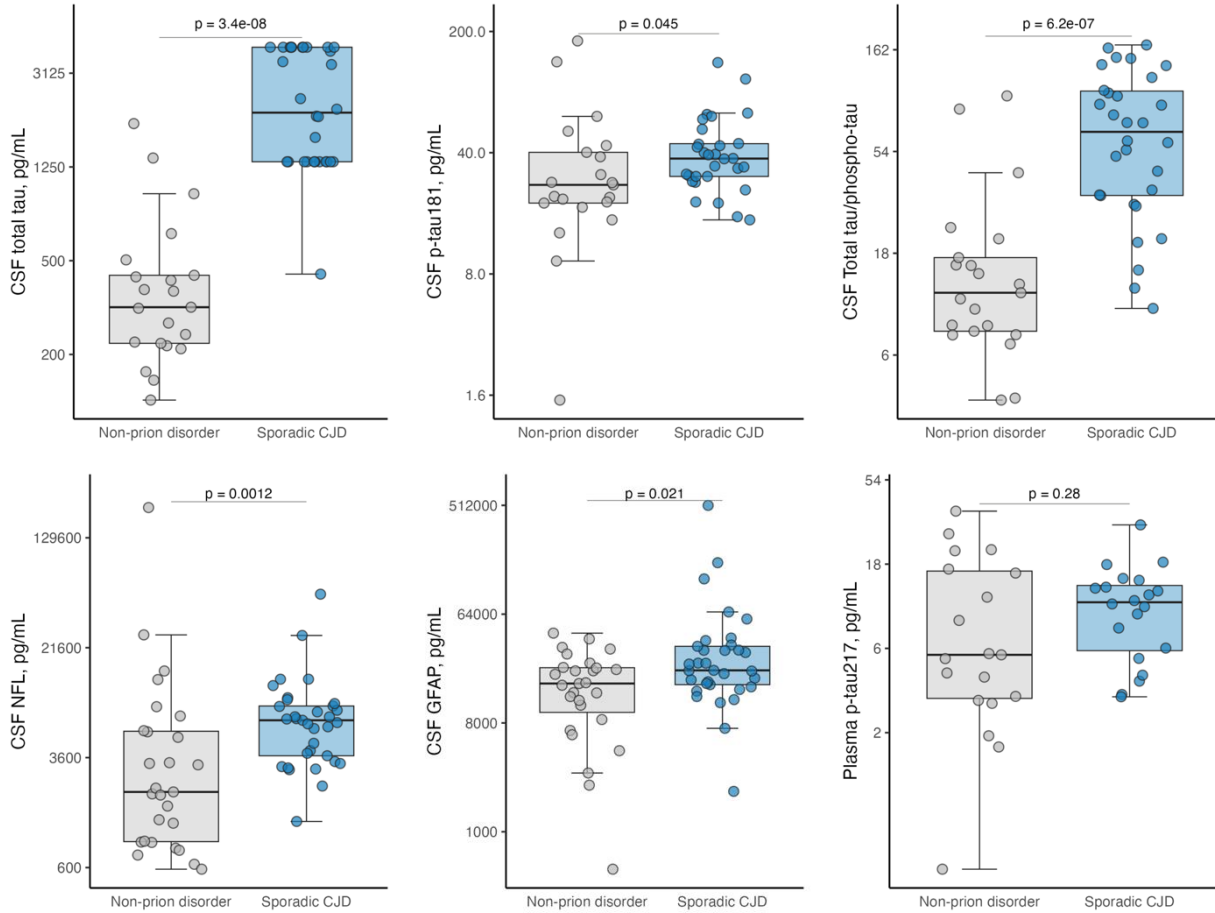 p = 3.4e-08
CSF total tau, pg/mL
3125
1250
500
200
Non-prion disorder
Sporadic CJD
p = 0.045
CSF p-tau181, pg/mL
200.0
40.0
8.0
1.6
Non-prion disorder
Sporadic CJD
p = 6.2e-07
CSF Total tau/phospho-tau
162
54
18
6
Non-prion disorder
Sporadic CJD
p = 0.0012
CSF NFL, pg/mL
129600
21600
3600
600
Non-prion disorder
Sporadic CJD
p = 0.021
CSF GFAP, pg/mL
512000
64000
8000
1000
Non-prion disorder
Sporadic CJD
p = 0.28
Plasma p-tau217, pg/mL
54
18
6
2
Non-prion disorder
Sporadic CJD